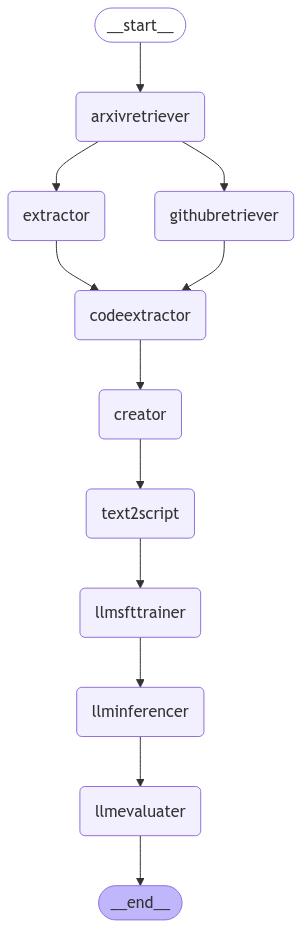 __start__
arxivretriever
extractor
githubretriever
codeextractor
creator
text2script
llmsfttrainer
llminferencer
llmevaluater
__end__